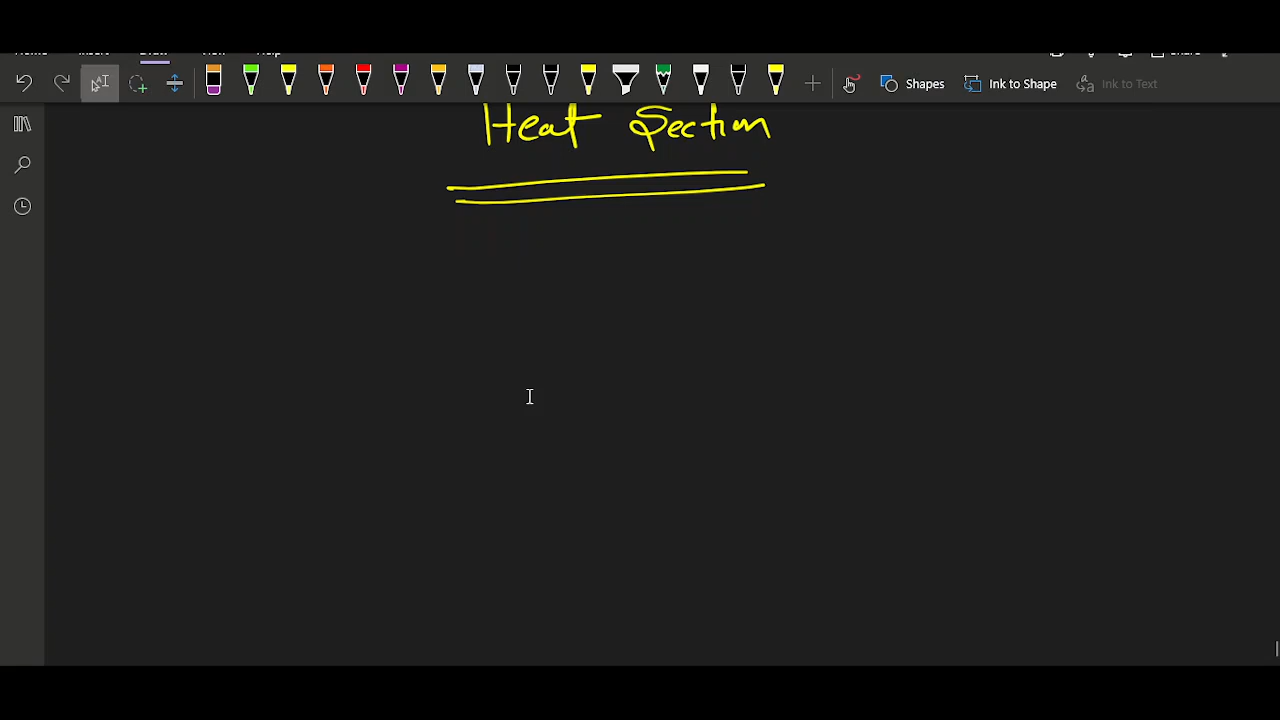 Shapes
Ink to Shape
Ink to Text
Heat Section